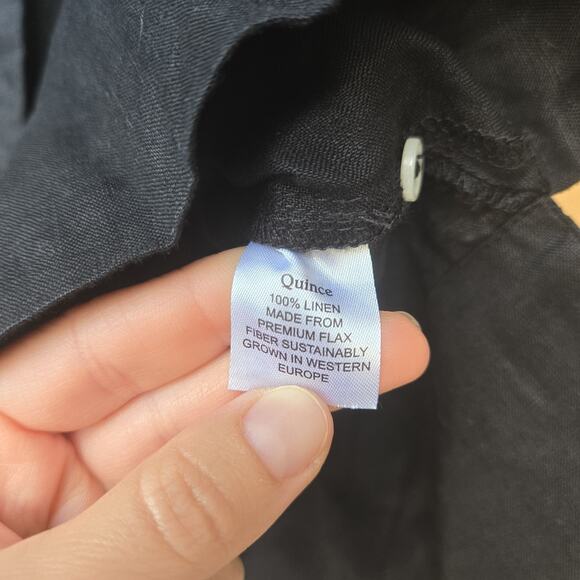 Quince
100% LINEN
MADE FROM
PREMIUM FLAX
FIBER SUSTAINABLY
GROWN IN WESTERN
EUROPE